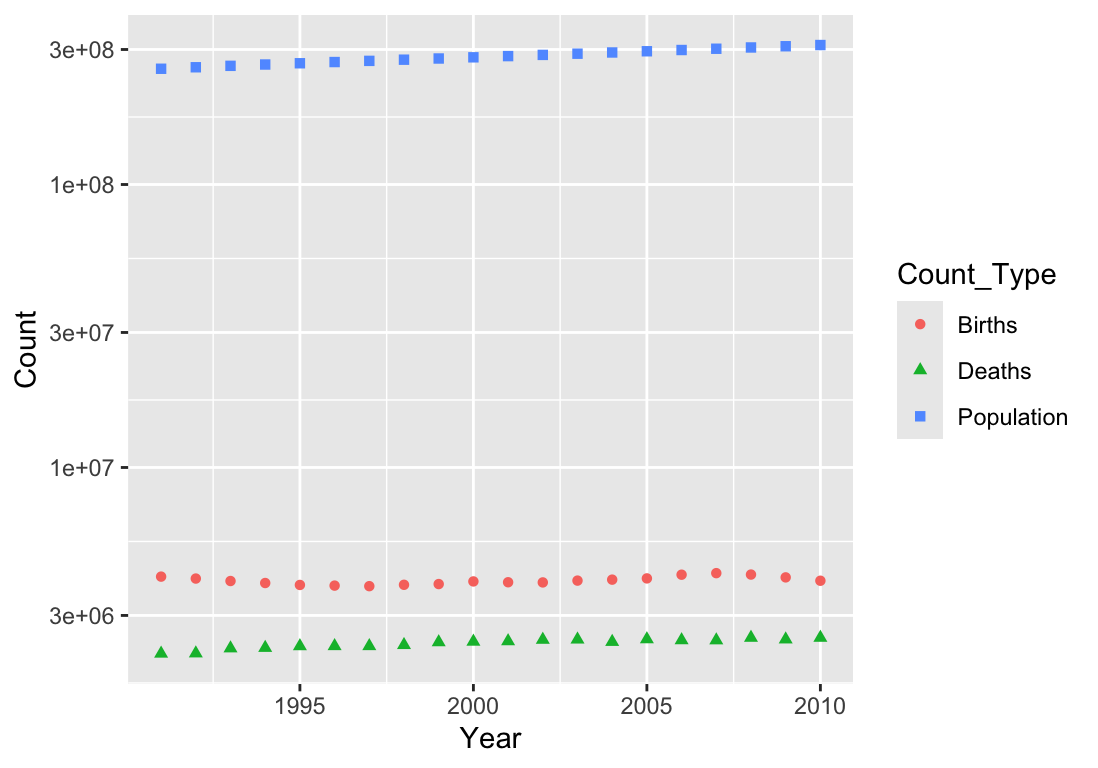 3e+08
1e+08
3e+07
1e+07
3e+06
Count
1995 2000 2005 2010
Year
Count_Type
Births
Deaths
Population